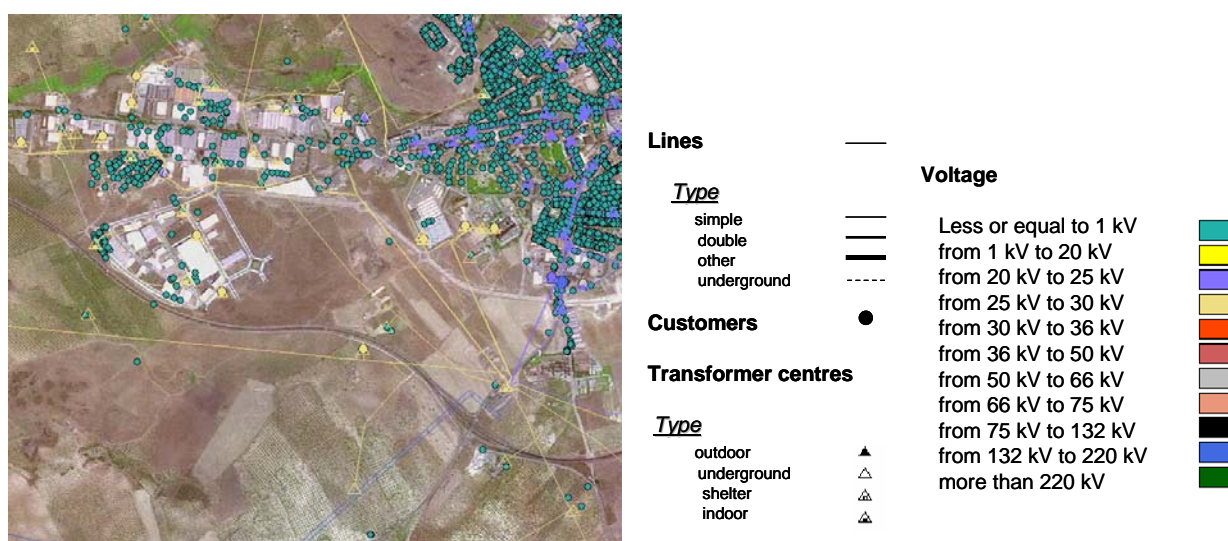 Lines
Type
simple
double
other
underground
Customers
Transformer centres
Type
outdoor
underground
shelter
indoor
Voltage
Less or equal to 1 kV
from 1 kV to 20 kV
from 20 kV to 25 kV
from 25 kV to 30 kV
from 30 kV to 36 kV
from 36 kV to 50 kV
from 50 kV to 66 kV
from 66 kV to 75 kV
from 75 kV to 132 kV
from 132 kV to 220 kV
more than 220 kV